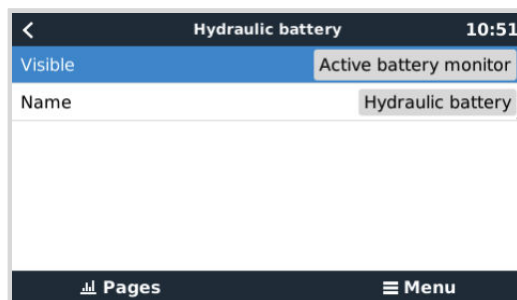 Hydraulic battery 10:51
Visible Active battery monitor
Name Hydraulic battery
Pages Menu